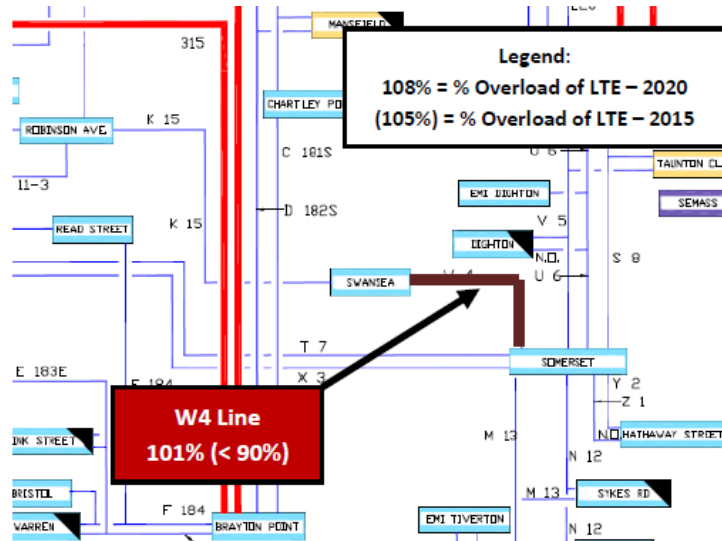 MANSFIELD
315
Legend:
108% = % Overload of LTE – 2020
(105%) = % Overload of LTE – 2015
CHARTLEY PO
K 15
ROBINSON AVE.
C 181S
U 6
TAUNTON CL
11-3
EMI DIGHTON
SEMASS
D 182S
K 15
READ STREET
V 5
DIGHTON
N.O.
S 8
U 6
SWANSEA
T 7
SOMERSET
E 183E
X 3
F 184
Y 2
Z 1
W4 Line
101% (< 90%)
M 13
N.O.
HATHAWAY STREET
INK STREET
N 12
BRISTOL
M 13
SYKES RD
F 184
WARREN
BRAYTON POINT
EMI TIVERTON
N 12